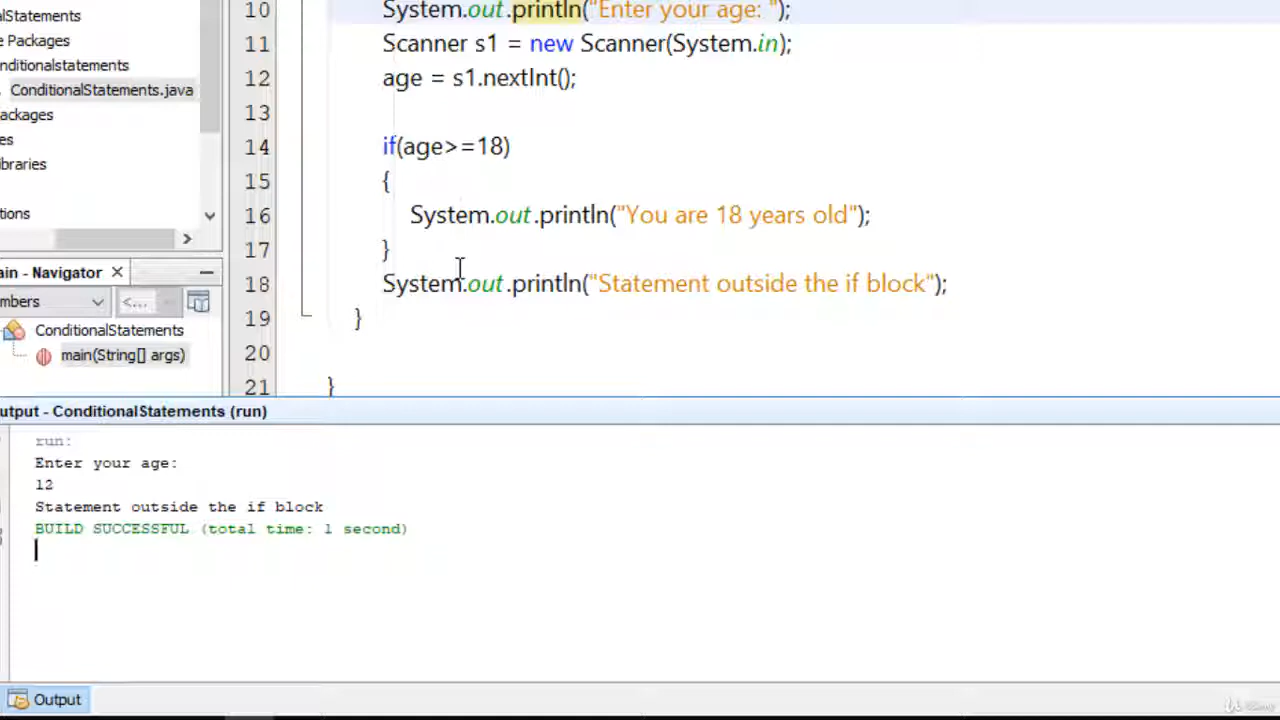 10 System.out.println("Enter your age: ");
11 Scanner s1 = new Scanner(System.in);
12 age = s1.nextInt();
13
14 if(age>=18)
15 {
16 System.out.println("You are 18 years old");
17 }
18 System.out.println("Statement outside the if block");
19 }
20
21 }
alStatements
e Packages
onditionalstatements
ConditionalStatements.java
ackages
es
ibraries
tions
ain - Navigator
mbers
<...
ConditionalStatements
main(String[] args)
utput - ConditionalStatements (run)
run:
Enter your age:
12
Statement outside the if block
BUILD SUCCESSFUL (total time: 1 second)
Output